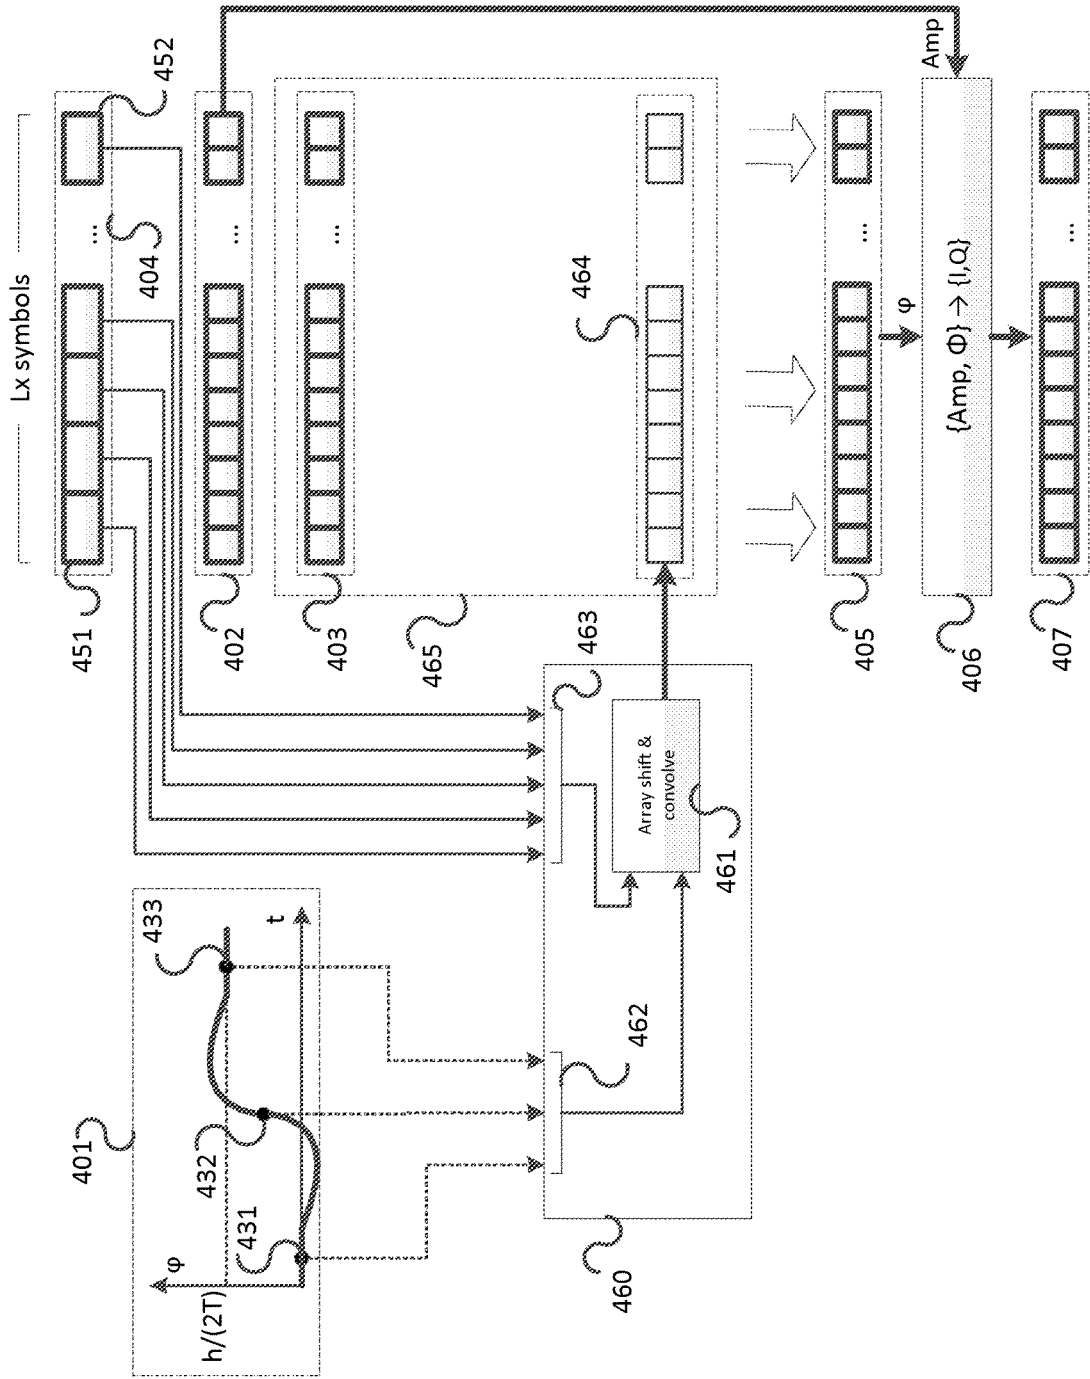 Lx symbols
452
404
...
451
402
...
403
...
465
464
463
Amp
405
...
φ
406
{Amp, Φ} → {I,Q}
407
...
401
φ
h/(2T)
431
432
433
t
460
462
461
Array shift &
convolve